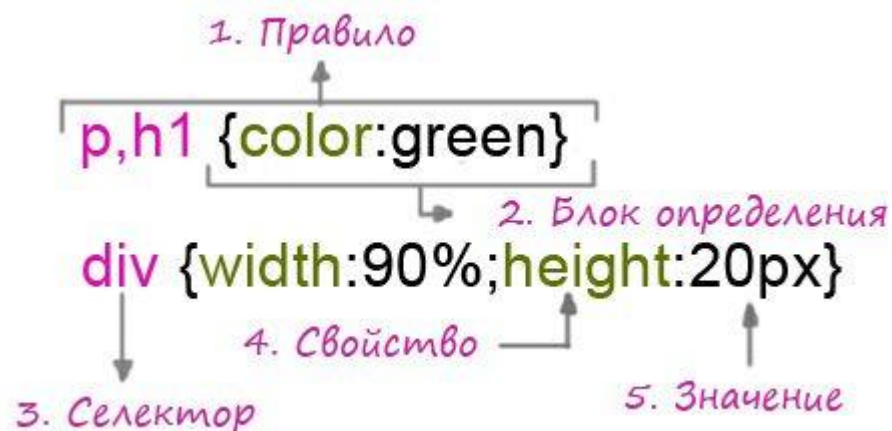 1. Правило
p,h1 {color:green}
2. Блок определения
div {width:90%;height:20px}
4. Свойство
5. Значение
3. Селектор